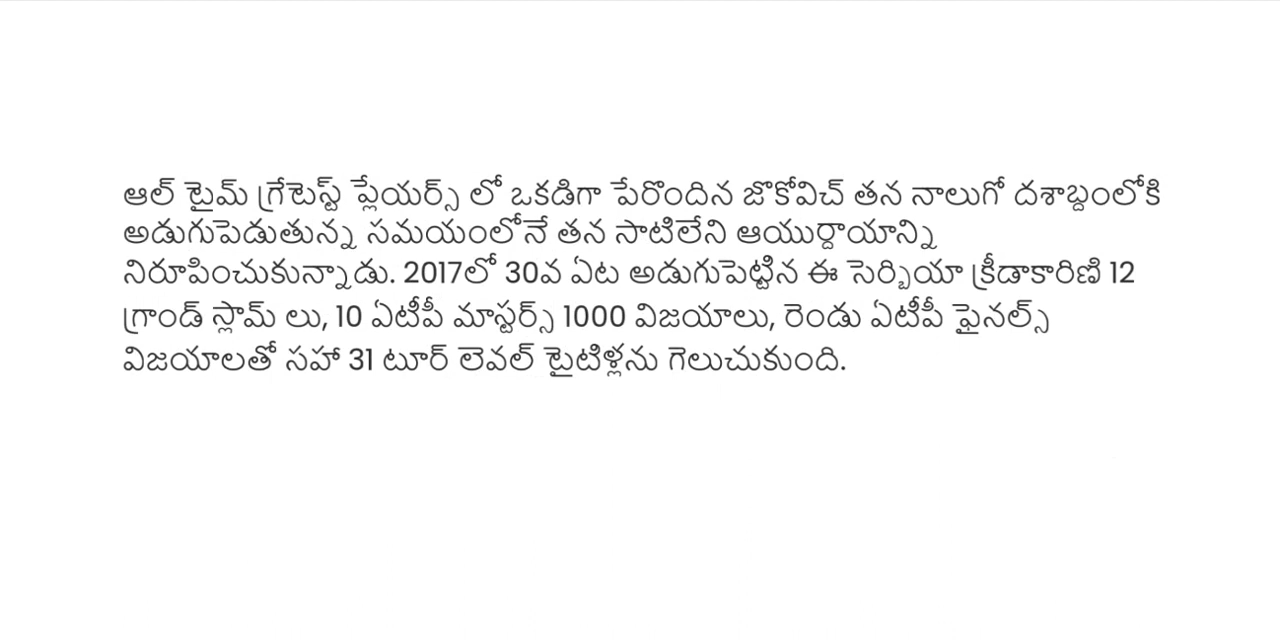 ఆల్ టైమ్ గ్రేటెస్ట్ ప్లేయర్స్ లో ఒకడిగా పేరొందిన జొకోవిచ్ తన నాలుగో దశాబ్దంలోకి
అడుగుపెడుతున్న సమయంలోనే తన సాటిలేని ఆయుర్దాయాన్ని
నిరూపించుకున్నాడు. 2017లో 30వ ఏట అడుగుపెట్టిన ఈ సెర్బియా క్రీడాకారిణి 12
గ్రాండ్ స్లామ్ లు, 10 ఏటీపీ మాస్టర్స్ 1000 విజయాలు, రెండు ఏటీపీ ఫైనల్స్
విజయాలతో సహా 31 టూర్ లెవల్ టైటిళ్లను గెలుచుకుంది.